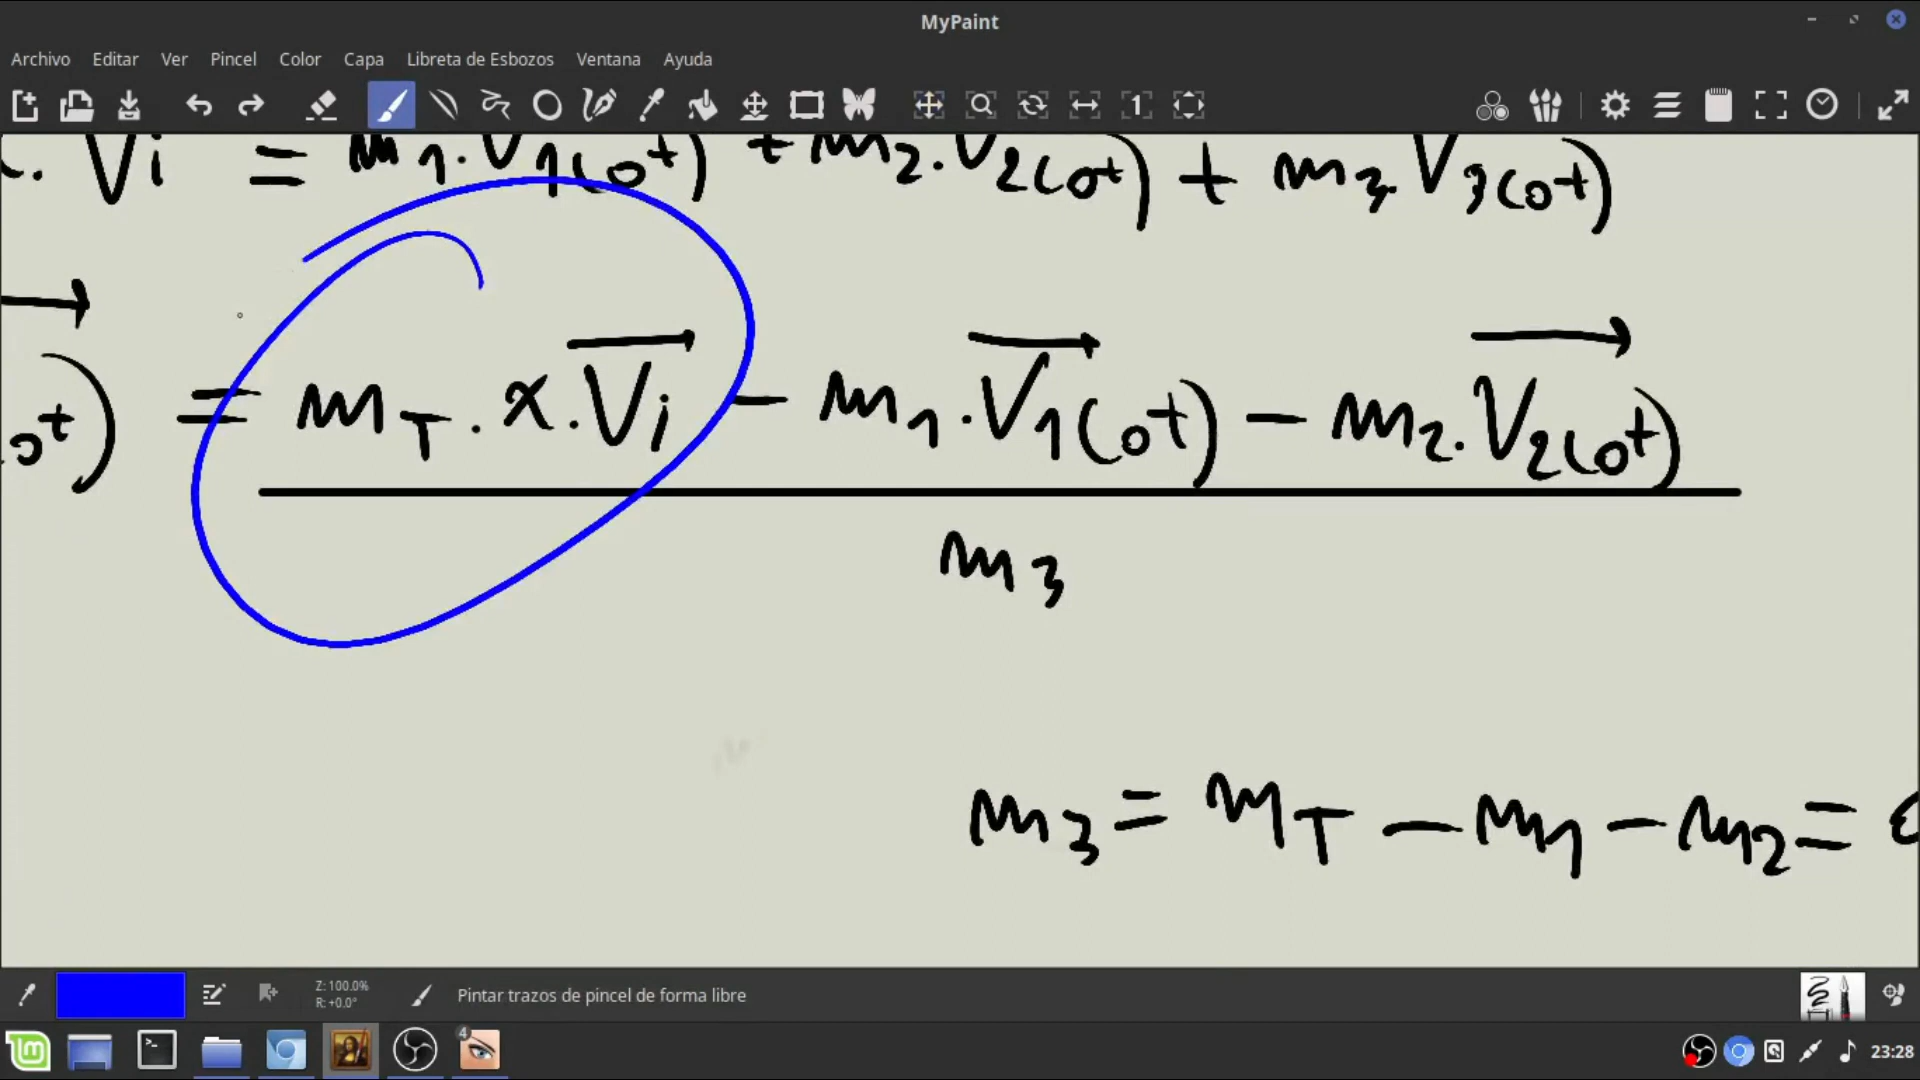 MyPaint
Archivo Editar Ver Pincel Color Capa Libreta de Esbozos Ventana Ayuda
. Vi = m1.V1(0+) + m2.V2(0+) + m3.V3(0+)
0+) = mT.x.Vi - m1.V1(0+) - m2.V2(0+)
m3
m3 = mT - m1 - m2 =
Z: 100.0%
R: +0.0°
Pintar trazos de pincel de forma libre
4
23:28